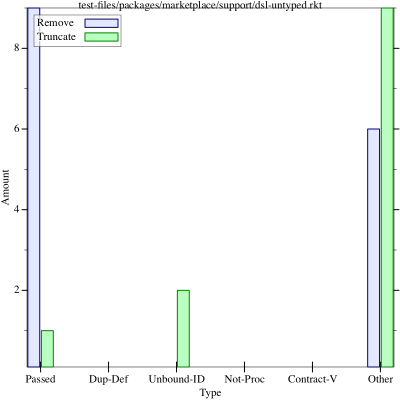 test-files/packages/marketplace/support/dsl-untyped.rkt
Remove
Truncate
8
6
4
2
Amount
Passed Dup-Def Unbound-ID Not-Proc Contract-V Other
Type